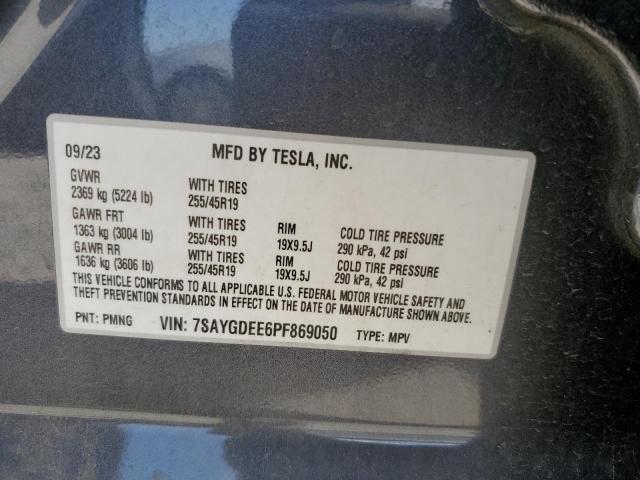 09/23 MFD BY TESLA, INC.
GVWR
2369 kg (5224 lb) WITH TIRES
255/45R19
GAWR FRT
1363 kg (3004 lb) WITH TIRES
255/45R19 RIM
19X9.5J COLD TIRE PRESSURE
290 kPa, 42 psi
GAWR RR
1636 kg (3606 lb) WITH TIRES
255/45R19 RIM
19X9.5J COLD TIRE PRESSURE
290 kPa, 42 psi
THIS VEHICLE CONFORMS TO ALL APPLICABLE U.S. FEDERAL MOTOR VEHICLE SAFETY AND
THEFT PREVENTION STANDARDS IN EFFECT ON THE DATE OF MANUFACTURE SHOWN ABOVE.
PNT: PMNG VIN: 7SAYGDEE6PF869050 TYPE: MPV